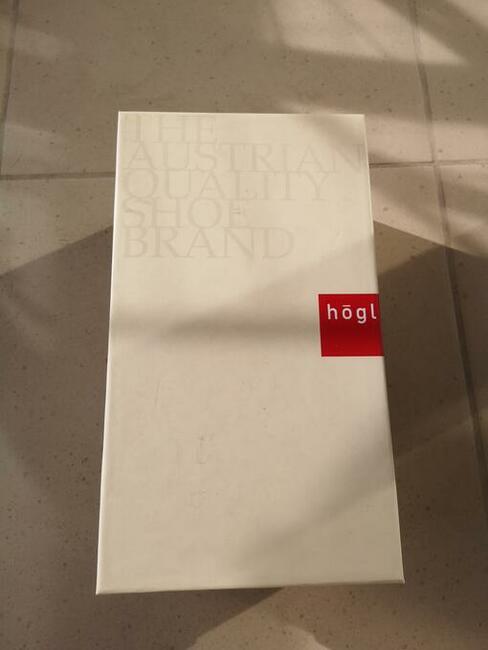 THE
AUSTRIAN
QUALITY
SHOE
BRAND
hōgl